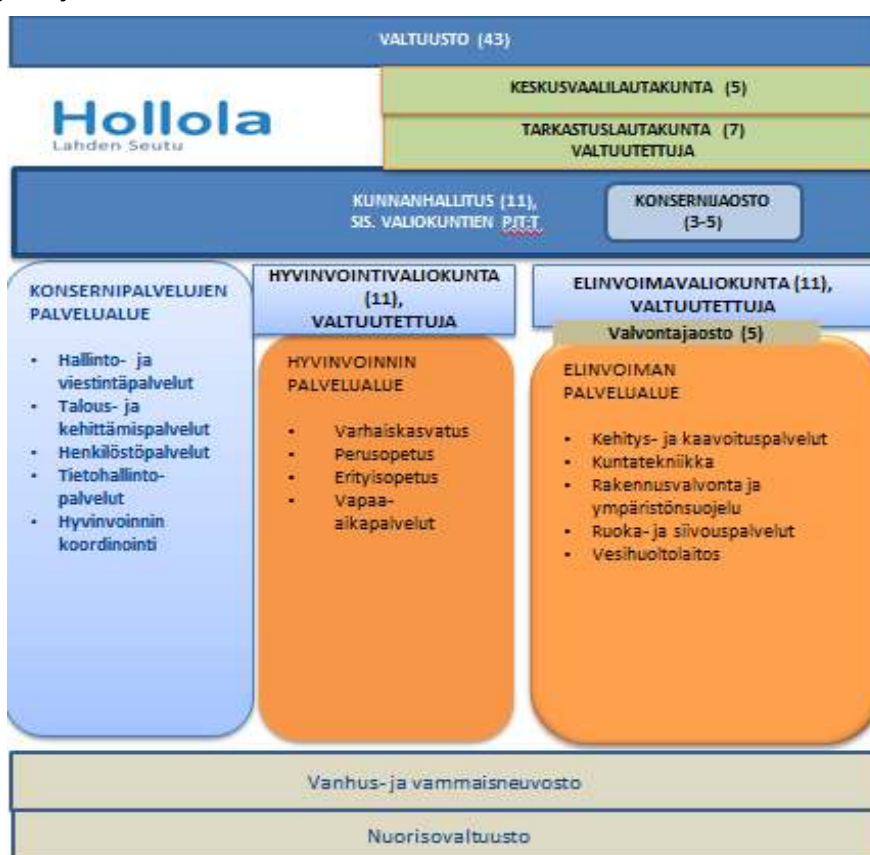 VALTUUSTO (43)
KESKUSVAALILAUTAKUNTA (5)
Hollola
Lahden Seutu
TARKASTUSLAUTAKUNTA (7)
VALTUUTETTUJA
KUNNANHALLITUS (11),
SIS. VALIOKUNTIEN PJT:T
KONSERNIJAOSTO
(3-5)
KONSERNIPALVELUJEN
PALVELUALUE
• Hallinto- ja
viestintäpalvelut
• Talous- ja
kehittämispalvelut
• Henkilöstöpalvelut
• Tietohallinto-
palvelut
• Hyvinvoinnin
koordinointi
HYVINVOINTIVALIOKUNTA
(11),
VALTUUTETTUJA
HYVINVOINNIN
PALVELUALUE
• Varhaiskasvatus
• Perusopetus
• Erityisopetus
• Vapaa-
aikapalvelut
ELINVOIMAVALIOKUNTA (11),
VALTUUTETTUJA
Valvontajaosto (5)
ELINVOIMAN
PALVELUALUE
• Kehitys- ja kaavoituspalvelut
• Kuntatekniikka
• Rakennusvalvonta ja
ympäristönsuojelu
• Ruoka- ja siivouspalvelut
• Vesihuoltolaitos
Vanhus- ja vammaisneuvosto
Nuorisovaltuusto